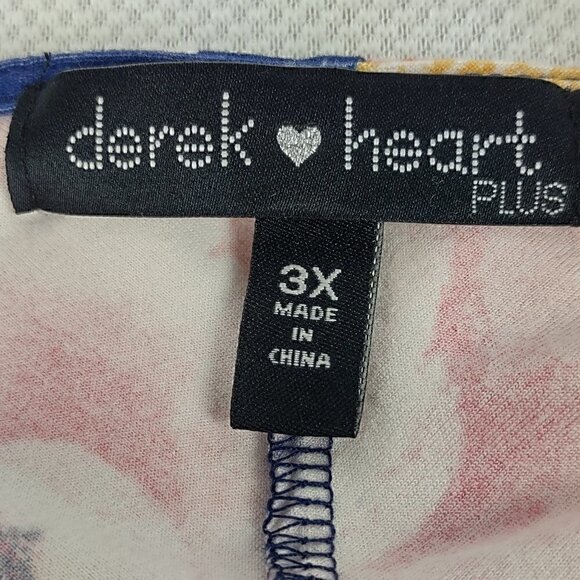 derek ♥ heart
PLUS
3X
MADE
IN
CHINA